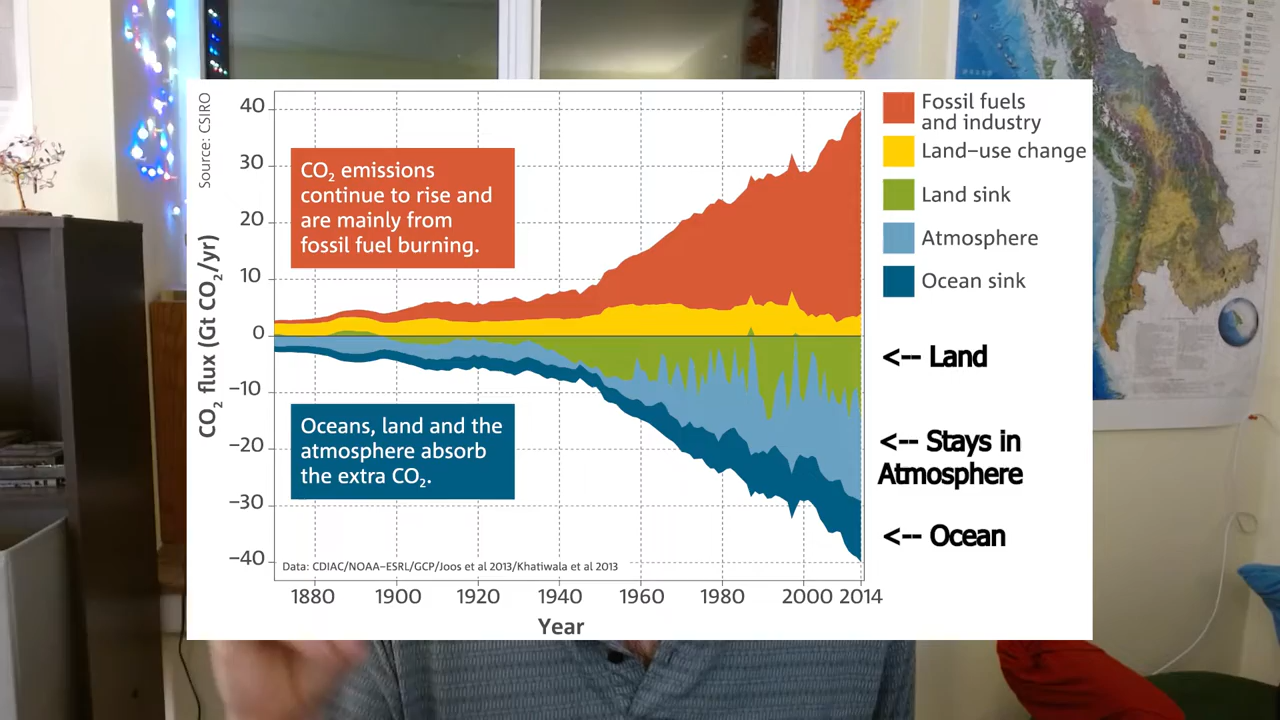 Source: CSIRO
CO₂ flux (Gt CO₂/yr)
40
30
20
10
0
−10
−20
−30
−40
CO₂ emissions
continue to rise and
are mainly from
fossil fuel burning.
Oceans, land and the
atmosphere absorb
the extra CO₂.
Data: CDIAC/NOAA–ESRL/GCP/Joos et al 2013/Khatiwala et al 2013
1880 1900 1920 1940 1960 1980 2000 2014
Year
Fossil fuels
and industry
Land–use change
Land sink
Atmosphere
Ocean sink
<-- Land
<-- Stays in
Atmosphere
<-- Ocean